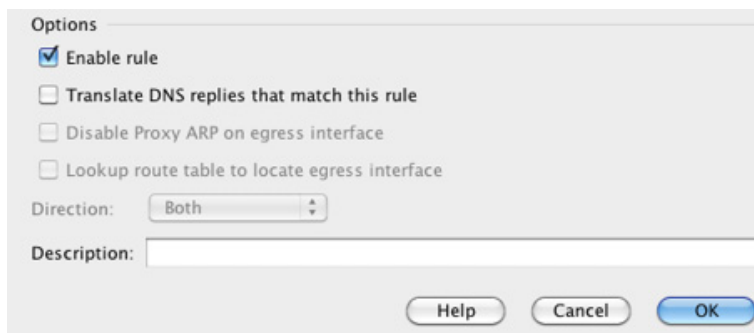 Options
Enable rule
Translate DNS replies that match this rule
Disable Proxy ARP on egress interface
Lookup route table to locate egress interface
Direction: Both
Description:
Help Cancel OK